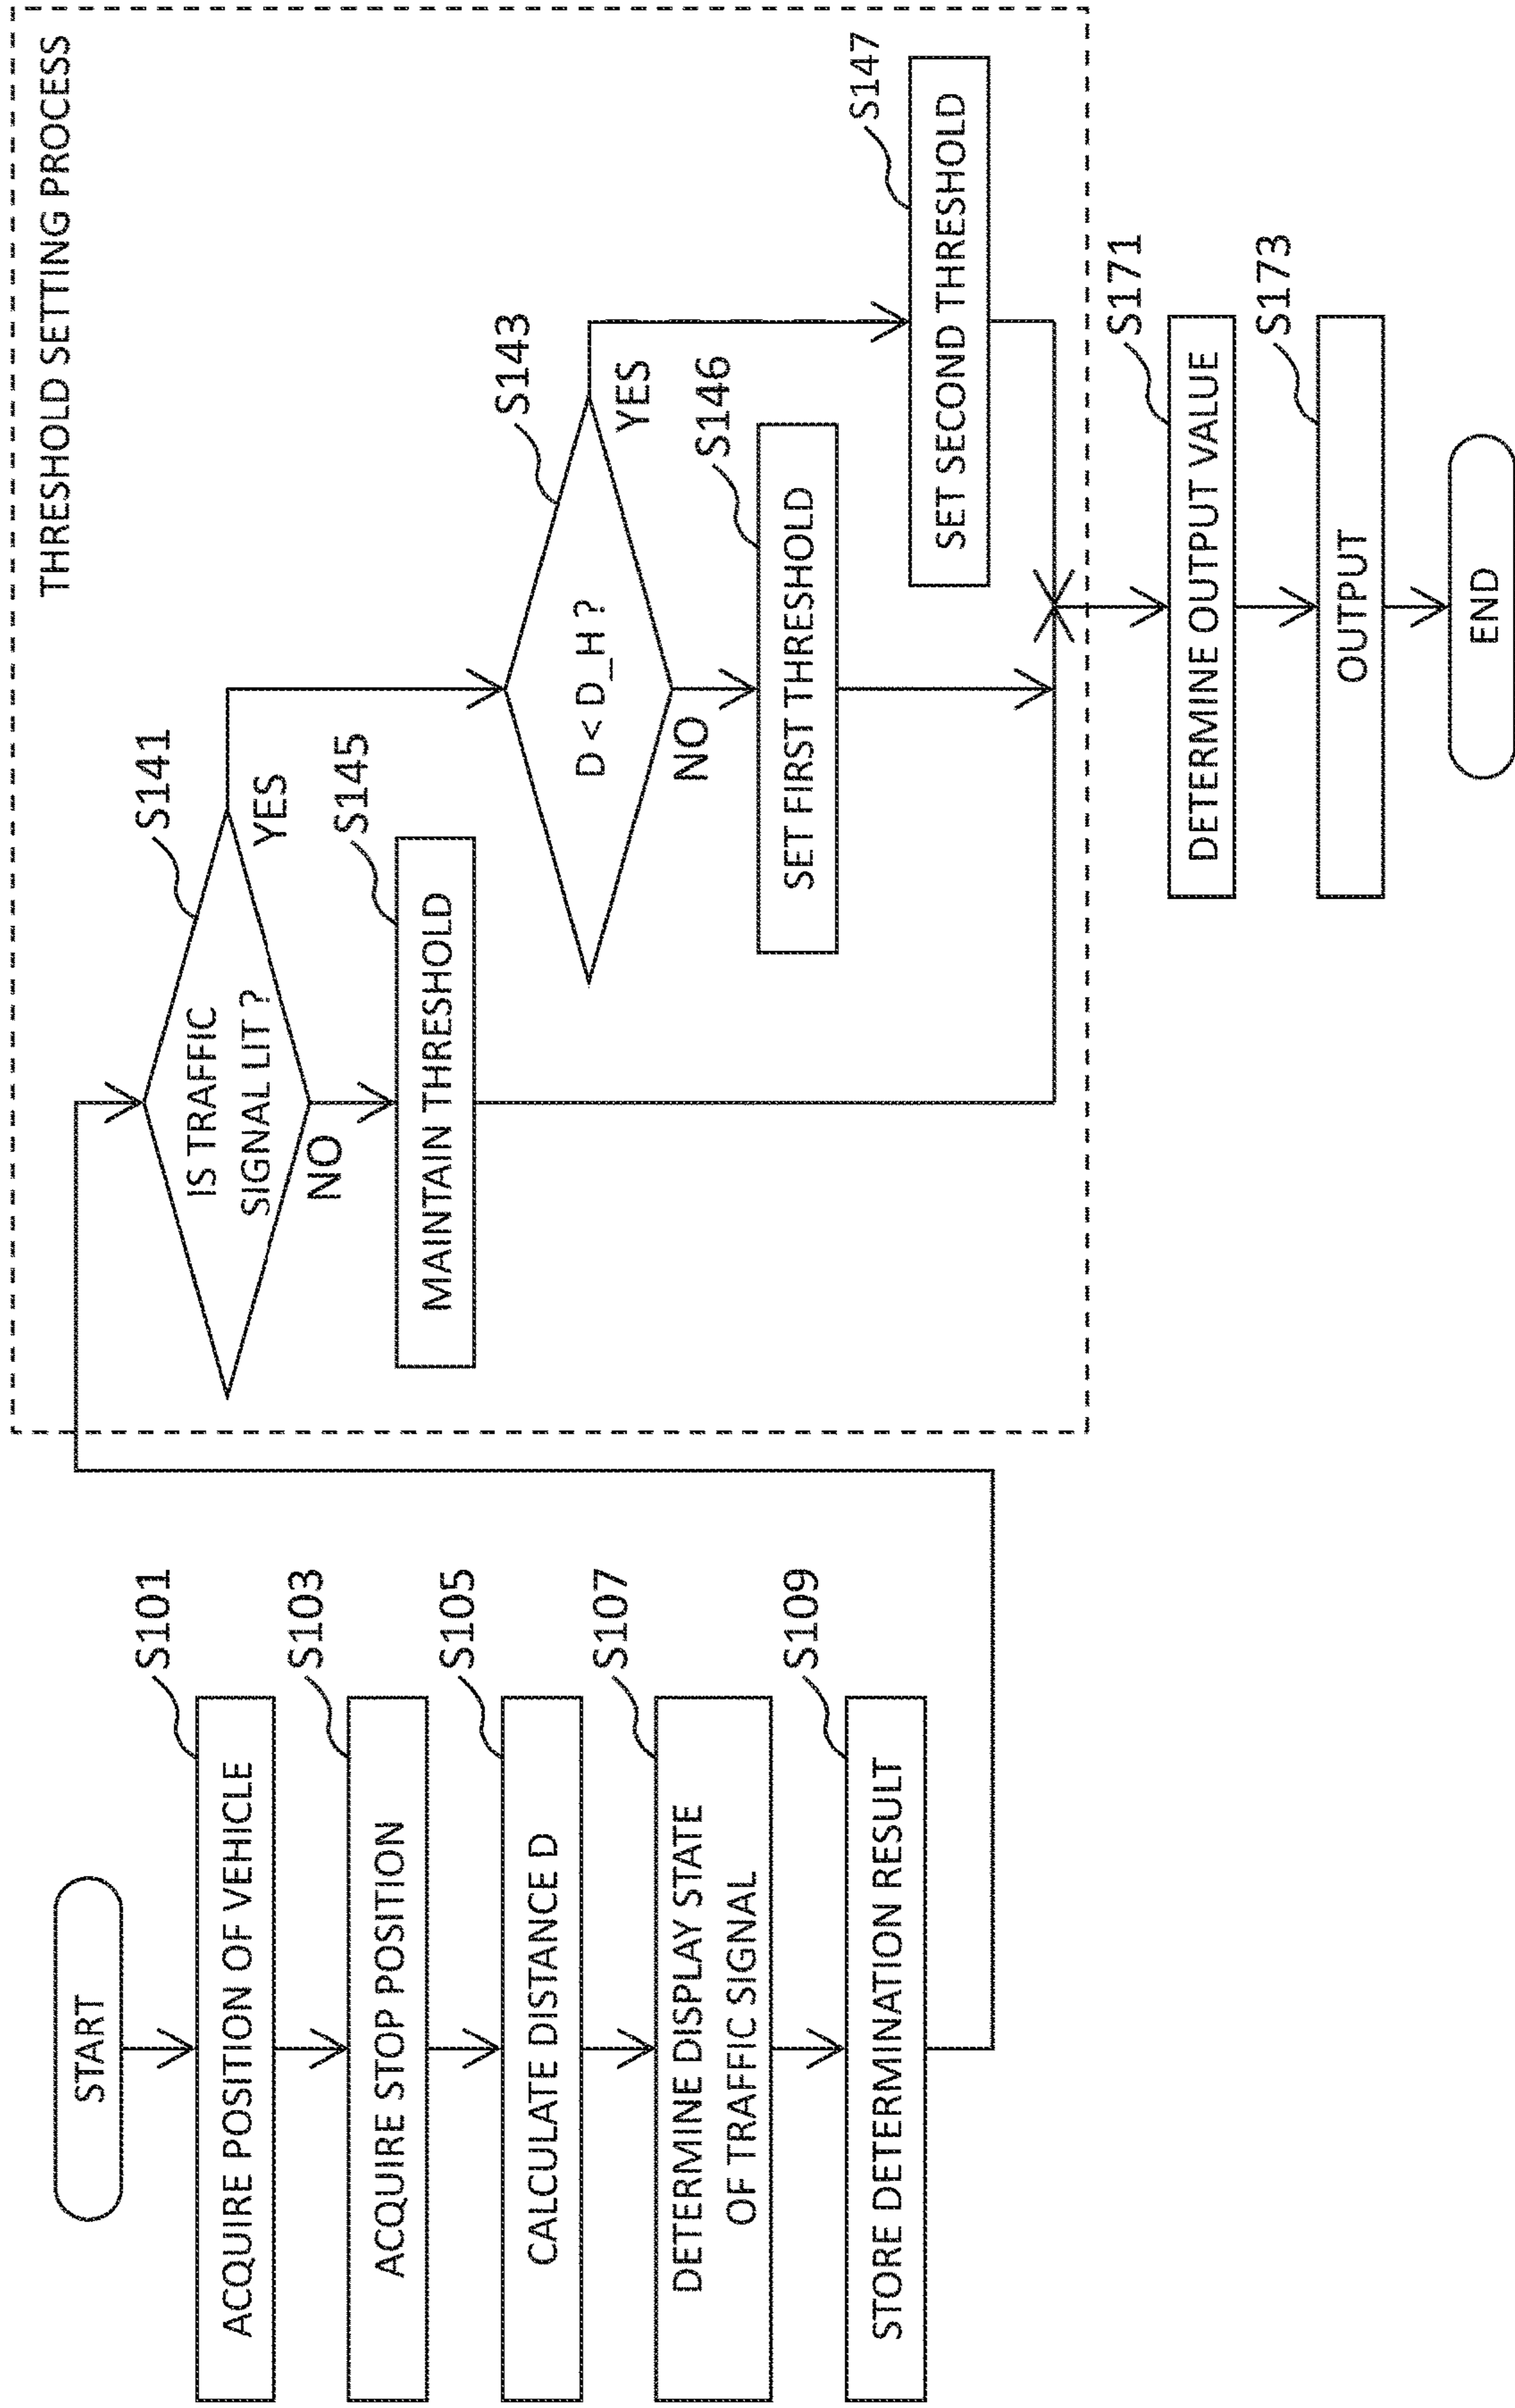 START
S101
ACQUIRE POSITION OF VEHICLE
S103
ACQUIRE STOP POSITION
S105
CALCULATE DISTANCE D
S107
DETERMINE DISPLAY STATE
OF TRAFFIC SIGNAL
S109
STORE DETERMINATION RESULT
THRESHOLD SETTING PROCESS
S141
IS TRAFFIC
SIGNAL LIT ?
YES
NO
S145
MAINTAIN THRESHOLD
S143
D < D_H ?
YES
NO
S146
SET FIRST THRESHOLD
S147
SET SECOND THRESHOLD
S171
DETERMINE OUTPUT VALUE
S173
OUTPUT
END